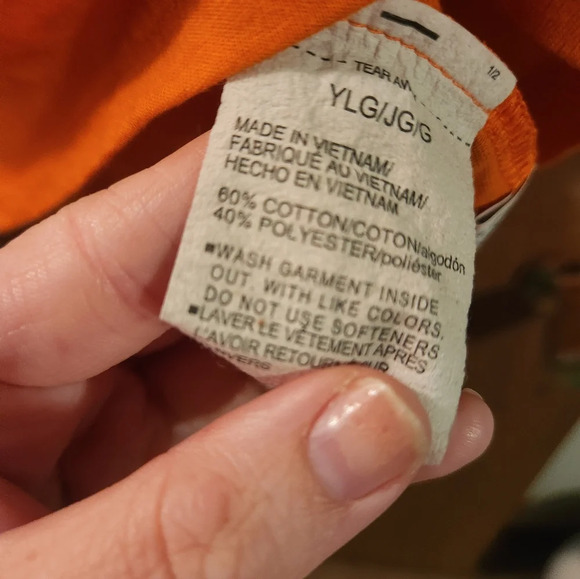 1/2
TEAR AW
YLG/JG/G
MADE IN VIETNAM/
FABRIQUÉ AU VIETNAM/
HECHO EN VIETNAM
60% COTTON/COTON/algodón
40% POLYESTER/poliéster
■WASH GARMENT INSIDE
OUT, WITH LIKE COLORS,
DO NOT USE SOFTENERS
■LAVER LE VÊTEMENT APRÈS
L'AVOIR RETOURNÉ SUR